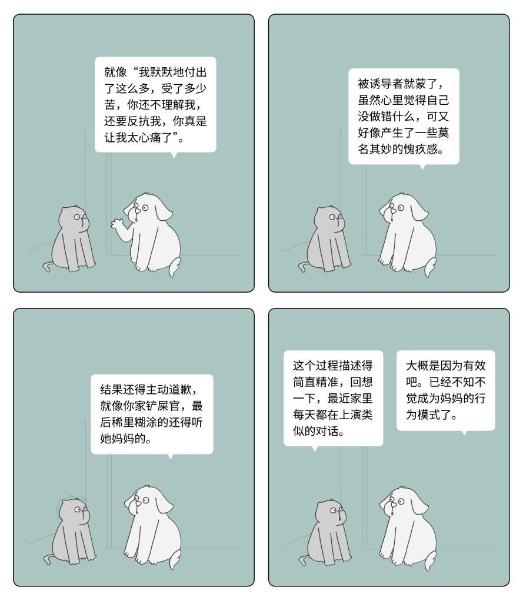 就像“我默默地付出
了这么多，受了多少
苦，你还不理解我，
还要反抗我，你真是
让我太心痛了”。
被诱导者就蒙了，
虽然心里觉得自己
没做错什么，可又
好像产生了一些莫
名其妙的愧疚感。
结果还得主动道歉，
就像你家铲屎官，最
后稀里糊涂的还得听
她妈妈的。
这个过程描述得
简直精准，回想
一下，最近家里
每天都在上演类
似的对话。
大概是因为有效
吧。已经不知不
觉成为妈妈的行
为模式了。